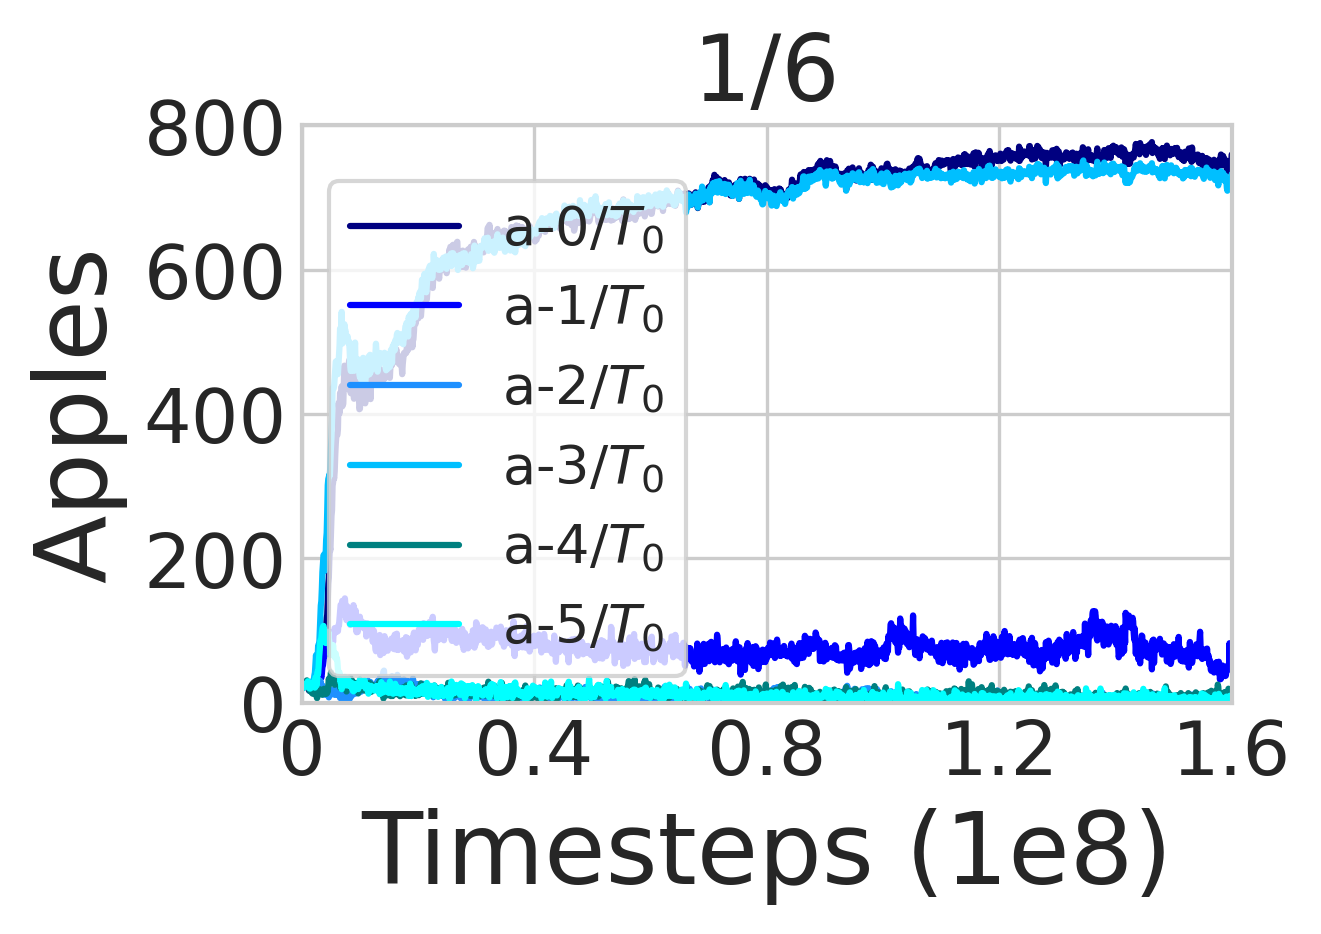 1/6
800
600
400
200
0
Apples
a-0/T₀
a-1/T₀
a-2/T₀
a-3/T₀
a-4/T₀
a-5/T₀
0 0.4 0.8 1.2 1.6
Timesteps (1e8)